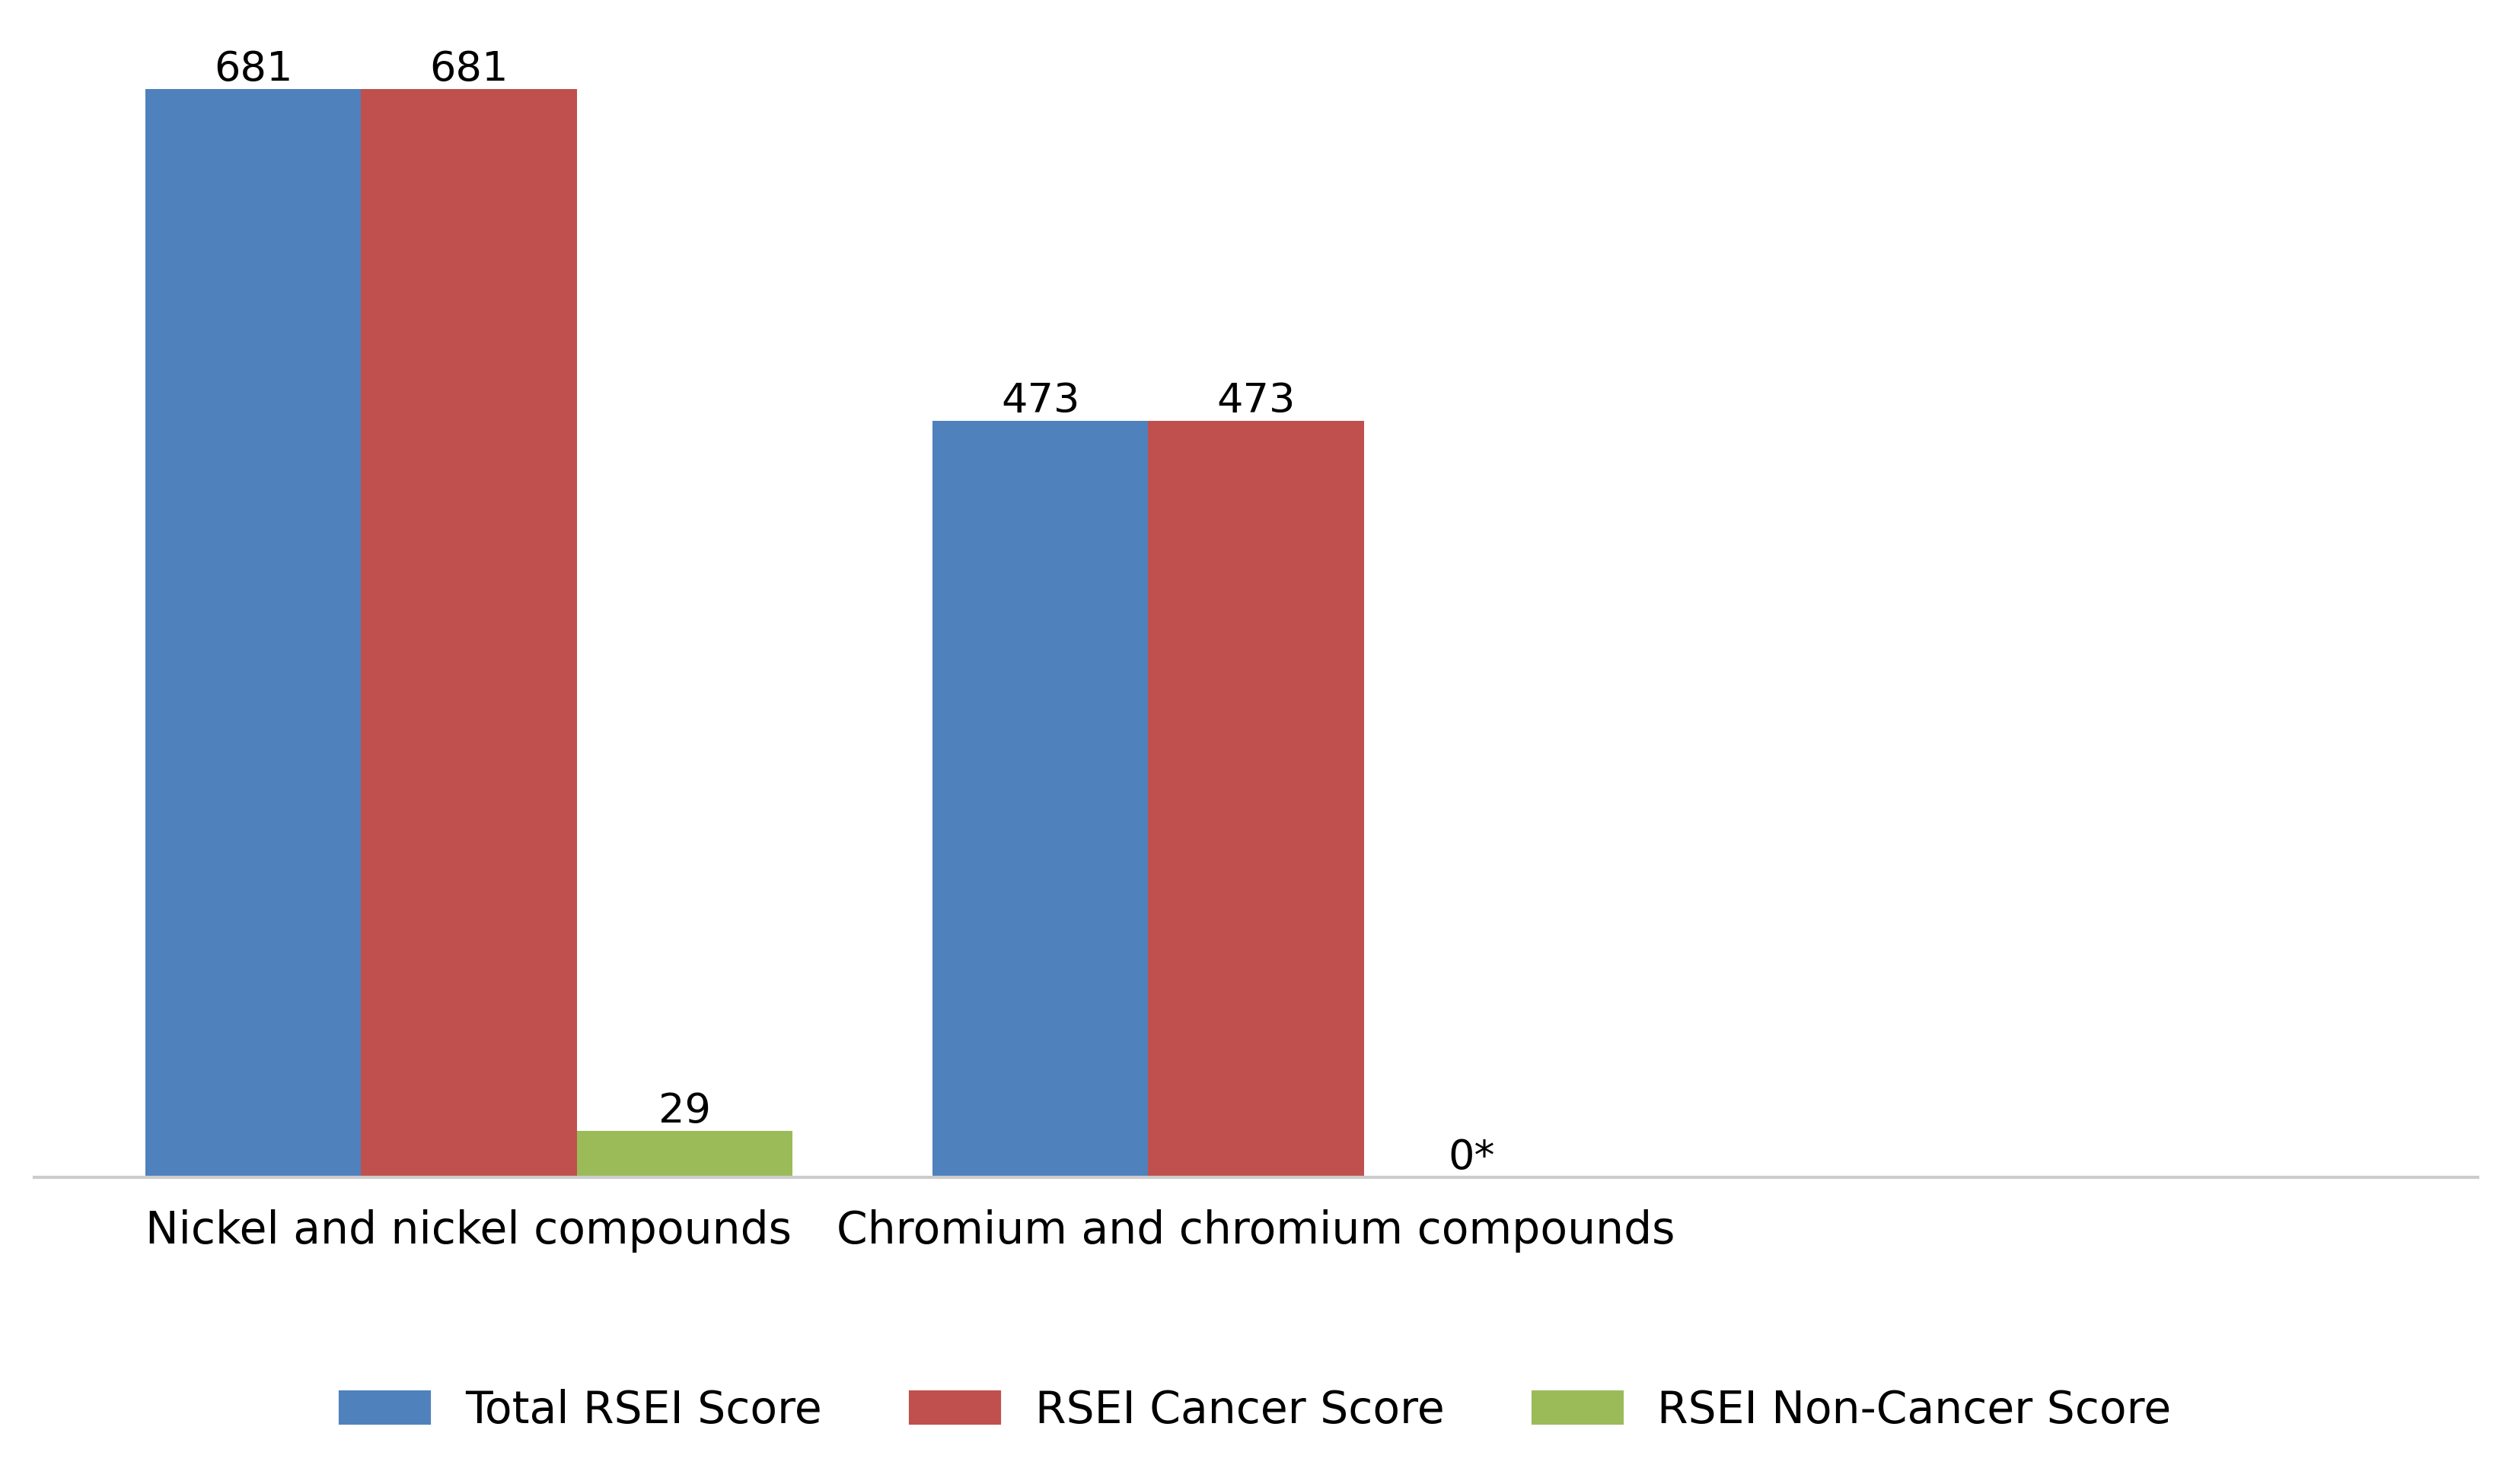 681 681
473 473
29
0*
Nickel and nickel compounds Chromium and chromium compounds
Total RSEI Score RSEI Cancer Score RSEI Non-Cancer Score